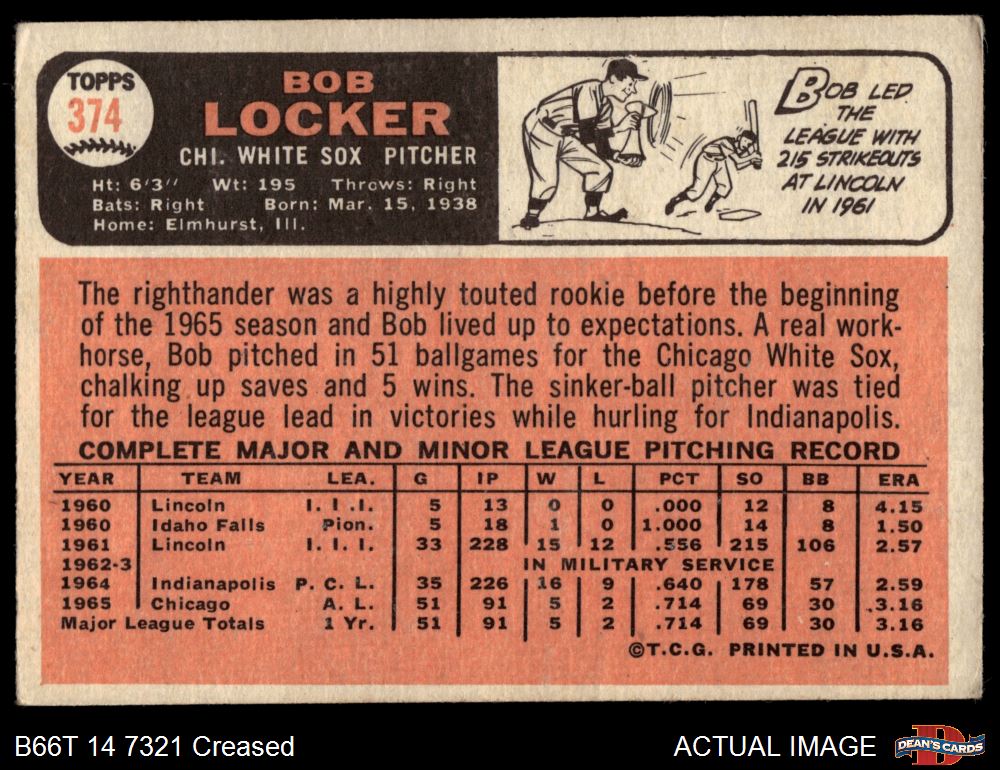 TOPPS
374
BOB
LOCKER
CHI. WHITE SOX PITCHER
Ht: 6'3" Wt: 195 Throws: Right
Bats: Right Born: Mar. 15, 1938
Home: Elmhurst, Ill.
BOB LED
THE
LEAGUE WITH
215 STRIKEOUTS
AT LINCOLN
IN 1961
The righthander was a highly touted rookie before the beginning
of the 1965 season and Bob lived up to expectations. A real work-
horse, Bob pitched in 51 ballgames for the Chicago White Sox,
chalking up saves and 5 wins. The sinker-ball pitcher was tied
for the league lead in victories while hurling for Indianapolis.
COMPLETE MAJOR AND MINOR LEAGUE PITCHING RECORD
YEAR TEAM LEA. G IP W L PCT SO BB ERA
1960 Lincoln I. I. I. 5 13 0 0 .000 12 8 4.15
1960 Idaho Falls Pion. 5 18 1 0 1.000 14 8 1.50
1961 Lincoln I. I. I. 33 228 15 12 .556 215 106 2.57
1962-3 IN MILITARY SERVICE
1964 Indianapolis P. C. L. 35 226 16 9 .640 178 57 2.59
1965 Chicago A. L. 51 91 5 2 .714 69 30 3.16
Major League Totals 1 Yr. 51 91 5 2 .714 69 30 3.16
©T.C.G. PRINTED IN U.S.A.
B66T 14 7321 Creased
ACTUAL IMAGE
D
DEAN'S CARDS